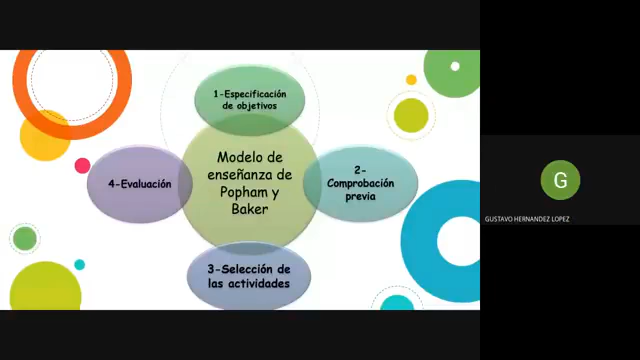 1-Especificación
de objetivos
Modelo de
enseñanza de
Popham y
Baker
2-
Comprobación
previa
4-Evaluación
3-Selección de
las actividades
G
GUSTAVO HERNANDEZ LOPEZ